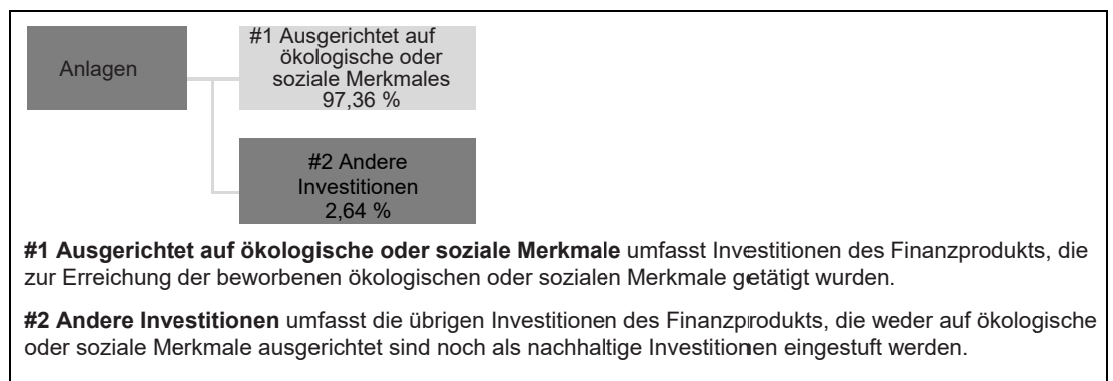 Anlagen
#1 Ausgerichtet auf
ökologische oder
soziale Merkmales
97,36 %
#2 Andere
Investitionen
2,64 %
#1 Ausgerichtet auf ökologische oder soziale Merkmale umfasst Investitionen des Finanzprodukts, die
zur Erreichung der beworbenen ökologischen oder sozialen Merkmale getätigt wurden.
#2 Andere Investitionen umfasst die übrigen Investitionen des Finanzprodukts, die weder auf ökologische
oder soziale Merkmale ausgerichtet sind noch als nachhaltige Investitionen eingestuft werden.